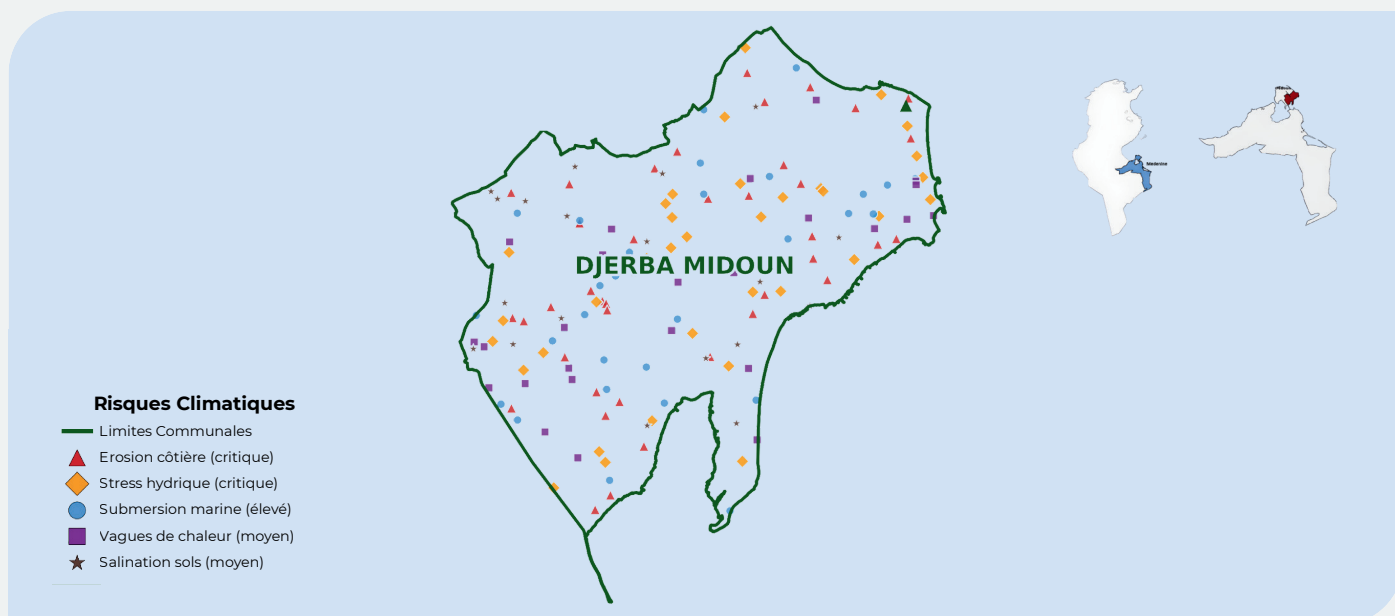 DJERBA MIDOUN
Medenine
Risques Climatiques
Limites Communales
Erosion côtière (critique)
Stress hydrique (critique)
Submersion marine (élevé)
Vagues de chaleur (moyen)
Salination sols (moyen)